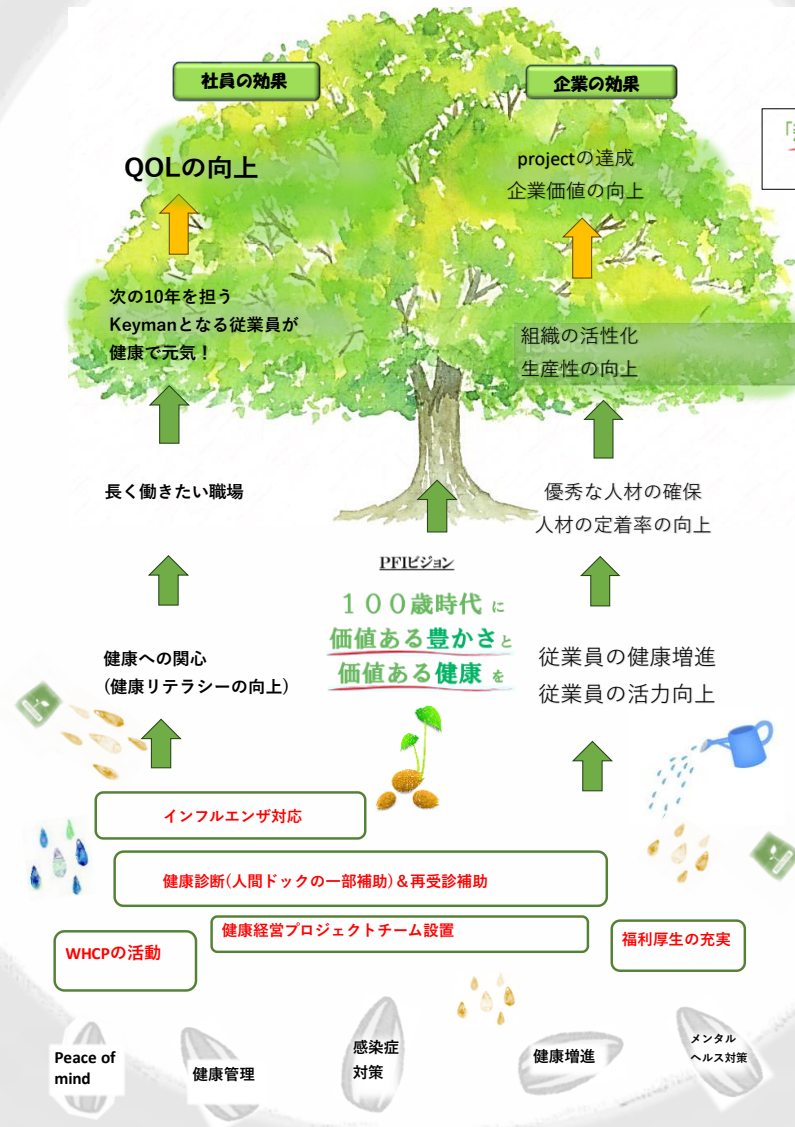 社員の効果
企業の効果
QOLの向上
projectの達成
企業価値の向上
次の10年を担う
Keymanとなる従業員が
健康で元気！
組織の活性化
生産性の向上
長く働きたい職場
優秀な人材の確保
人材の定着率の向上
PFIビジョン
１００歳時代 に
価値ある豊かさと
価値ある健康 を
健康への関心
(健康リテラシーの向上)
従業員の健康増進
従業員の活力向上
インフルエンザ対応
健康診断(人間ドックの一部補助)＆再受診補助
健康経営プロジェクトチーム設置
WHCPの活動
福利厚生の充実
Peace of
mind
健康管理
感染症
対策
健康増進
メンタル
ヘルス対策